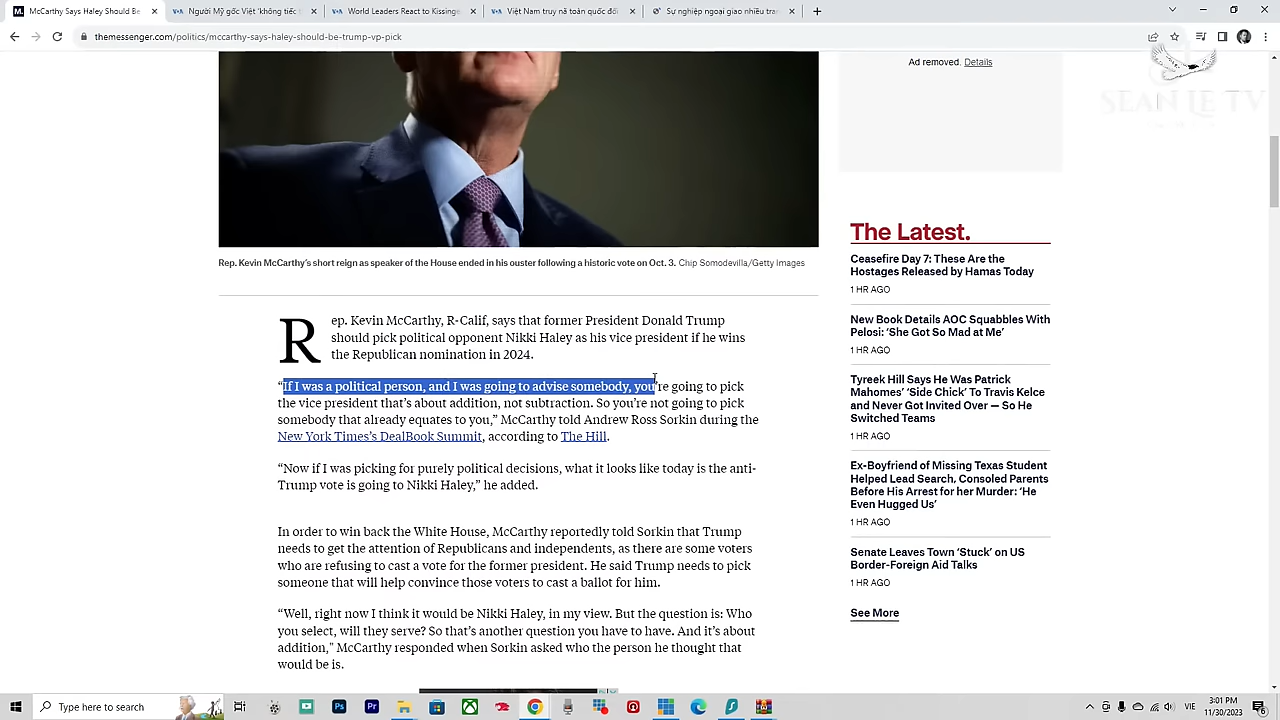 McCarthy Says Haley Should Be
Người Mỹ gốc Việt 'không tiếc t
World Leaders React to Kissinge
Việt Nam truy nã toàn quốc đối
Sự nghiệp ngoại giao nhiều tra
themessenger.com/politics/mccarthy-says-haley-should-be-trump-vp-pick
Ad removed. Details
SEAN LE TV
Rep. Kevin McCarthy's short reign as speaker of the House ended in his ouster following a historic vote on Oct. 3. Chip Somodevilla/Getty Images
Rep. Kevin McCarthy, R-Calif, says that former President Donald Trump
should pick political opponent Nikki Haley as his vice president if he wins
the Republican nomination in 2024.
“If I was a political person, and I was going to advise somebody, you’re going to pick
the vice president that’s about addition, not subtraction. So you’re not going to pick
somebody that already equates to you,” McCarthy told Andrew Ross Sorkin during the
New York Times’s DealBook Summit, according to The Hill.
“Now if I was picking for purely political decisions, what it looks like today is the anti-
Trump vote is going to Nikki Haley,” he added.
In order to win back the White House, McCarthy reportedly told Sorkin that Trump
needs to get the attention of Republicans and independents, as there are some voters
who are refusing to cast a vote for the former president. He said Trump needs to pick
someone that will help convince those voters to cast a ballot for him.
“Well, right now I think it would be Nikki Haley, in my view. But the question is: Who
you select, will they serve? So that’s another question you have to have. And it’s about
addition," McCarthy responded when Sorkin asked who the person he thought that
would be is.
The Latest.
Ceasefire Day 7: These Are the
Hostages Released by Hamas Today
1 HR AGO
New Book Details AOC Squabbles With
Pelosi: ‘She Got So Mad at Me’
1 HR AGO
Tyreek Hill Says He Was Patrick
Mahomes’ ‘Side Chick’ To Travis Kelce
and Never Got Invited Over — So He
Switched Teams
1 HR AGO
Ex-Boyfriend of Missing Texas Student
Helped Lead Search, Consoled Parents
Before His Arrest for her Murder: ‘He
Even Hugged Us’
1 HR AGO
Senate Leaves Town ‘Stuck’ on US
Border-Foreign Aid Talks
1 HR AGO
See More
Type here to search
VIE
3:01 PM
11/30/2023